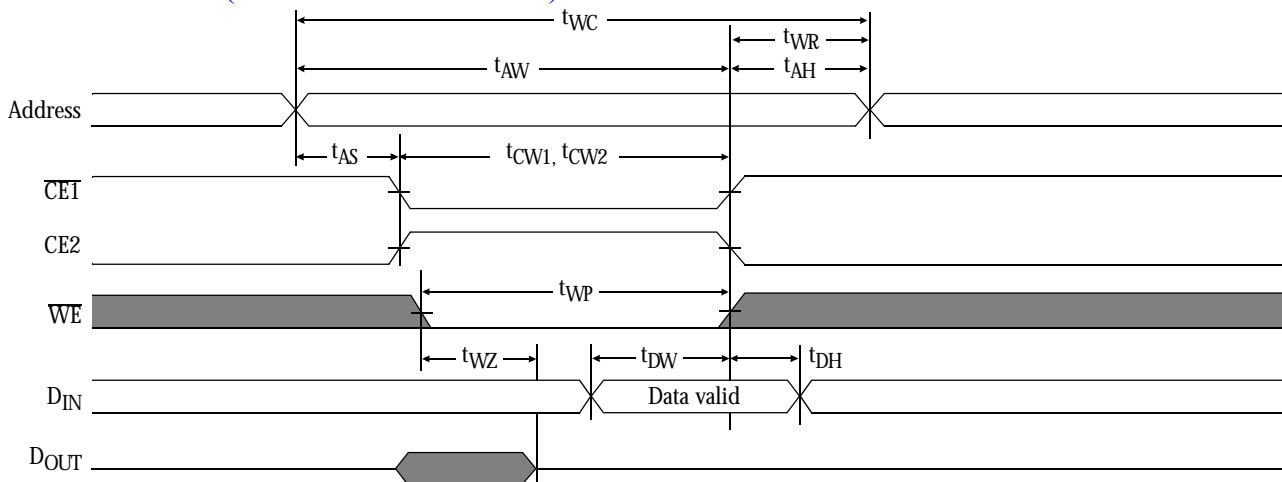 tWC
tWR
tAW
tAH
Address
tAS
tCW1, tCW2
CE1
CE2
tWP
WE
tWZ
tDW
tDH
DIN
Data valid
DOUT